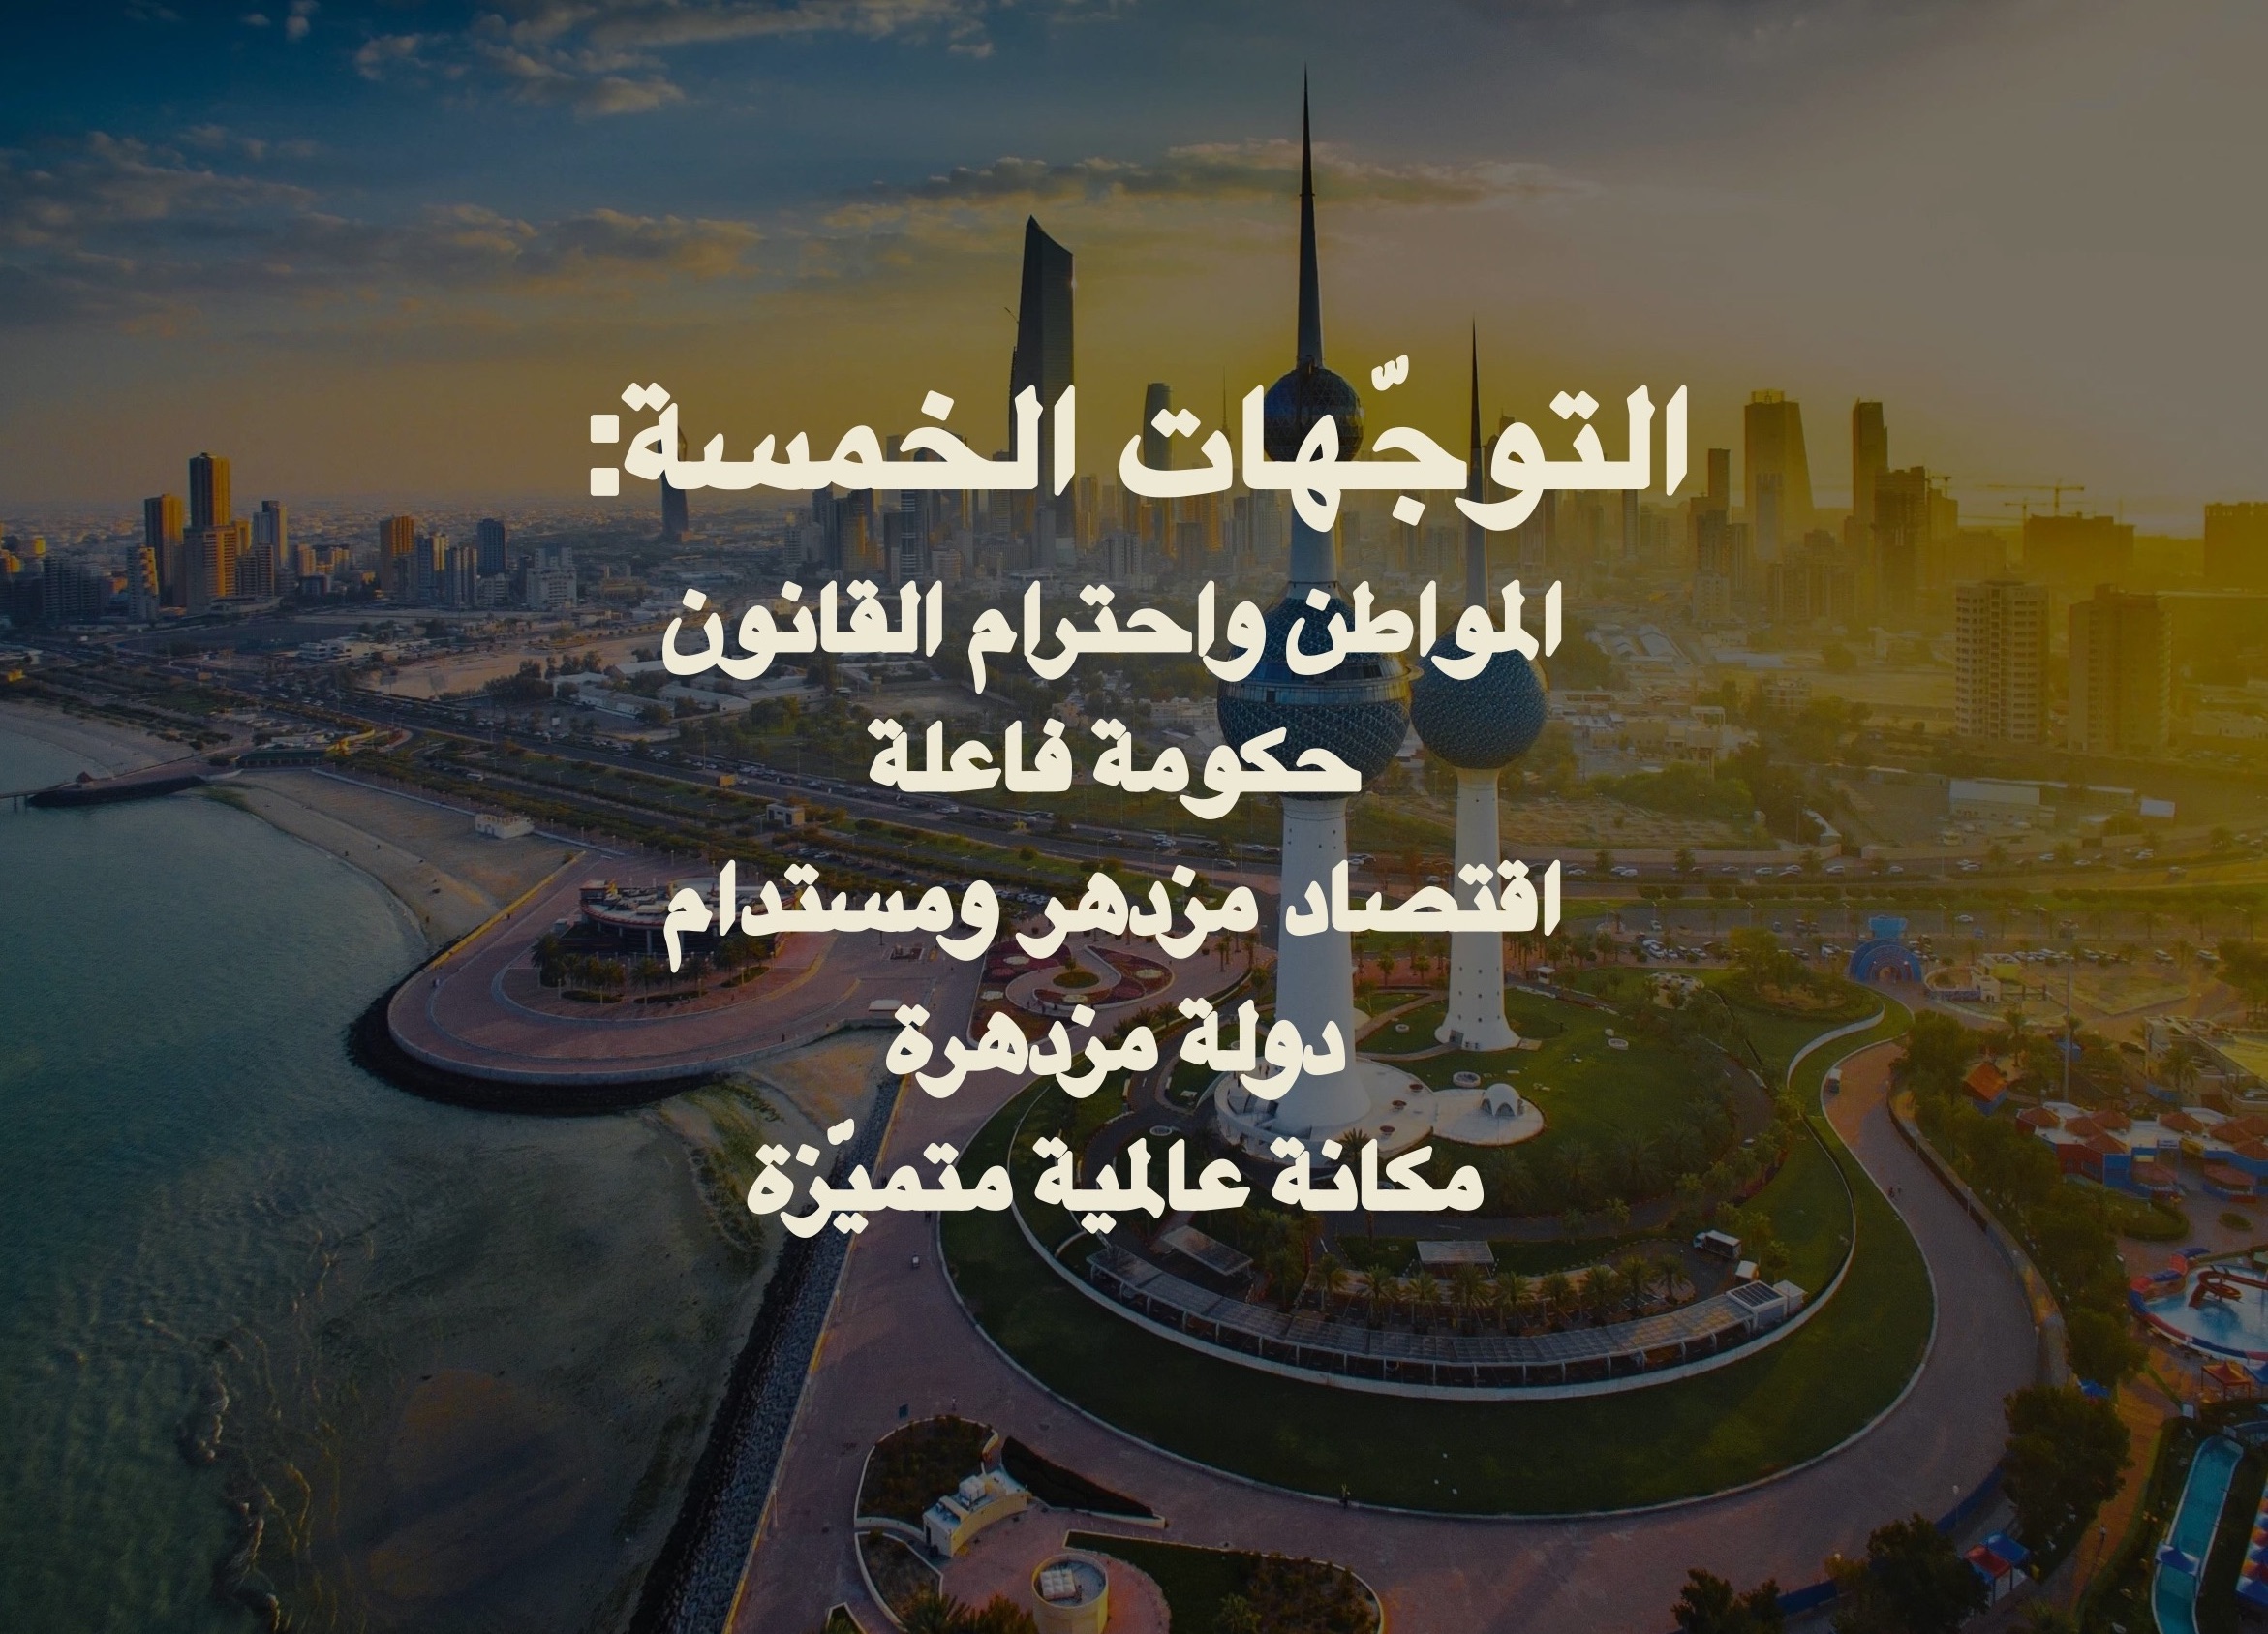 التوجّهات الخمسة:
المواطن واحترام القانون
حكومة فاعلة
اقتصاد مزدهر ومستدام
دولة مزدهرة
مكانة عالمية متميّزة